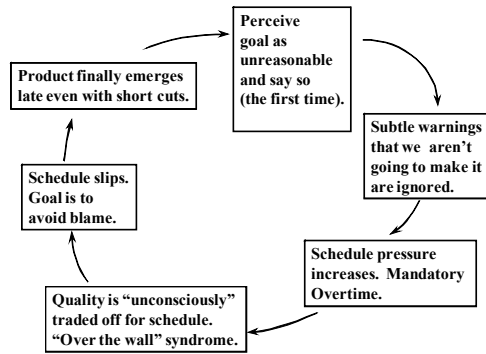 Perceive
goal as
unreasonable
and say so
(the first time).
Subtle warnings
that we aren't
going to make it
are ignored.
Schedule pressure
increases. Mandatory
Overtime.
Quality is “unconsciously”
traded off for schedule.
“Over the wall” syndrome.
Schedule slips.
Goal is to
avoid blame.
Product finally emerges
late even with short cuts.